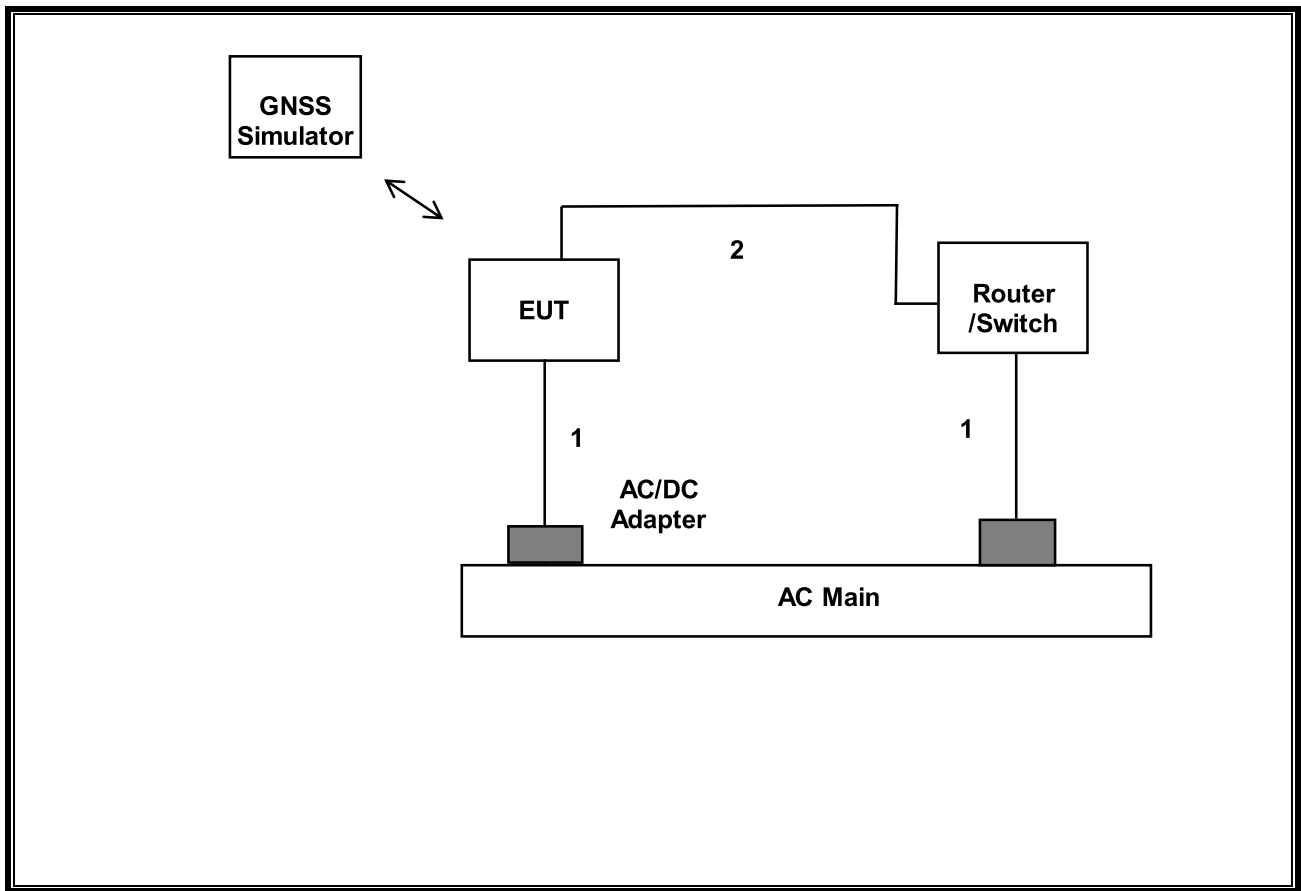 GNSS
Simulator
2
EUT
Router
/Switch
1
1
AC/DC
Adapter
AC Main